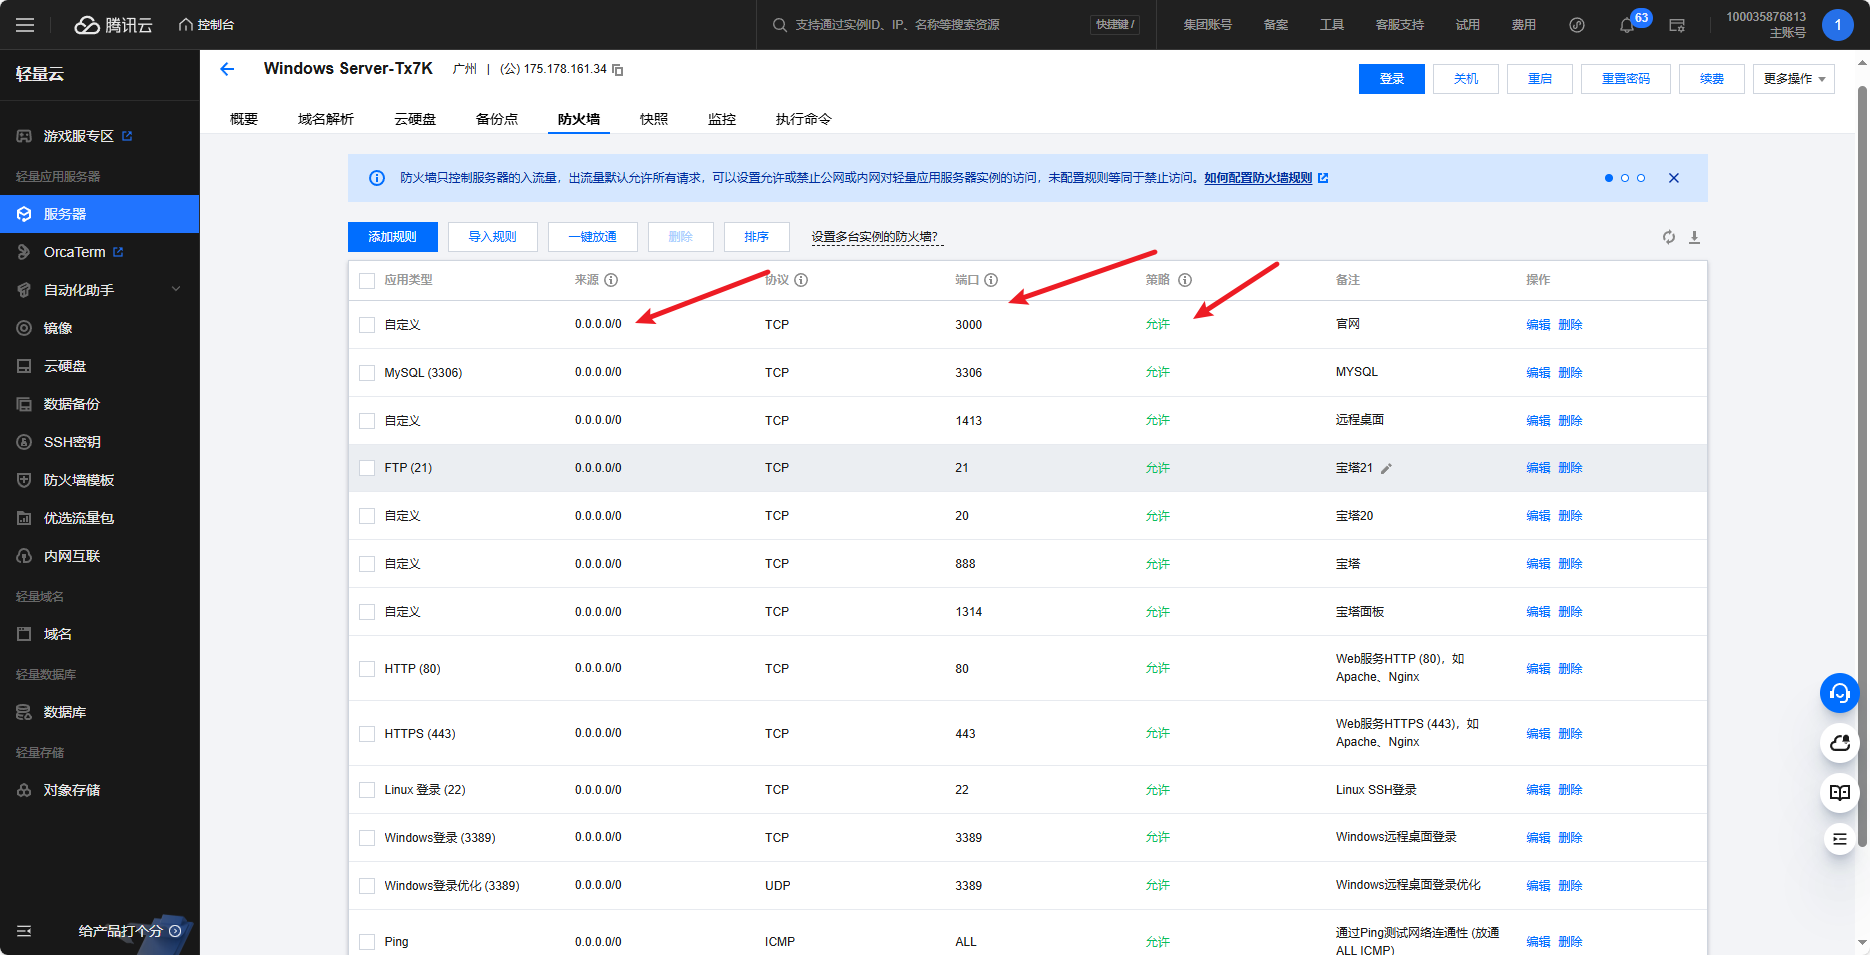 腾讯云
控制台
支持通过实例ID、IP、名称等搜索资源
快捷键 /
集团账号
备案
工具
客服支持
试用
费用
63
100035876813
主账号
1
轻量云
游戏服专区
轻量应用服务器
服务器
OrcaTerm
自动化助手
镜像
云硬盘
数据备份
SSH密钥
防火墙模板
优选流量包
内网互联
轻量域名
域名
轻量数据库
数据库
轻量存储
对象存储
给产品打个分
Windows Server-Tx7K
广州 | (公) 175.178.161.34
登录
关机
重启
重置密码
续费
更多操作
概要
域名解析
云硬盘
备份点
防火墙
快照
监控
执行命令
防火墙只控制服务器的入流量，出流量默认允许所有请求，可以设置允许或禁止公网或内网对轻量应用服务器实例的访问，未配置规则等同于禁止访问。如何配置防火墙规则
添加规则
导入规则
一键放通
删除
排序
设置多台实例的防火墙?
应用类型 来源 协议 端口 策略 备注 操作
自定义 0.0.0.0/0 TCP 3000 允许 官网 编辑 删除
MySQL (3306) 0.0.0.0/0 TCP 3306 允许 MYSQL 编辑 删除
自定义 0.0.0.0/0 TCP 1413 允许 远程桌面 编辑 删除
FTP (21) 0.0.0.0/0 TCP 21 允许 宝塔21 编辑 删除
自定义 0.0.0.0/0 TCP 20 允许 宝塔20 编辑 删除
自定义 0.0.0.0/0 TCP 888 允许 宝塔 编辑 删除
自定义 0.0.0.0/0 TCP 1314 允许 宝塔面板 编辑 删除
HTTP (80) 0.0.0.0/0 TCP 80 允许 Web服务HTTP (80)，如
Apache、Nginx 编辑 删除
HTTPS (443) 0.0.0.0/0 TCP 443 允许 Web服务HTTPS (443)，如
Apache、Nginx 编辑 删除
Linux 登录 (22) 0.0.0.0/0 TCP 22 允许 Linux SSH登录 编辑 删除
Windows登录 (3389) 0.0.0.0/0 TCP 3389 允许 Windows远程桌面登录 编辑 删除
Windows登录优化 (3389) 0.0.0.0/0 UDP 3389 允许 Windows远程桌面登录优化 编辑 删除
Ping 0.0.0.0/0 ICMP ALL 允许 通过Ping测试网络连通性 (放通
ALL ICMP) 编辑 删除